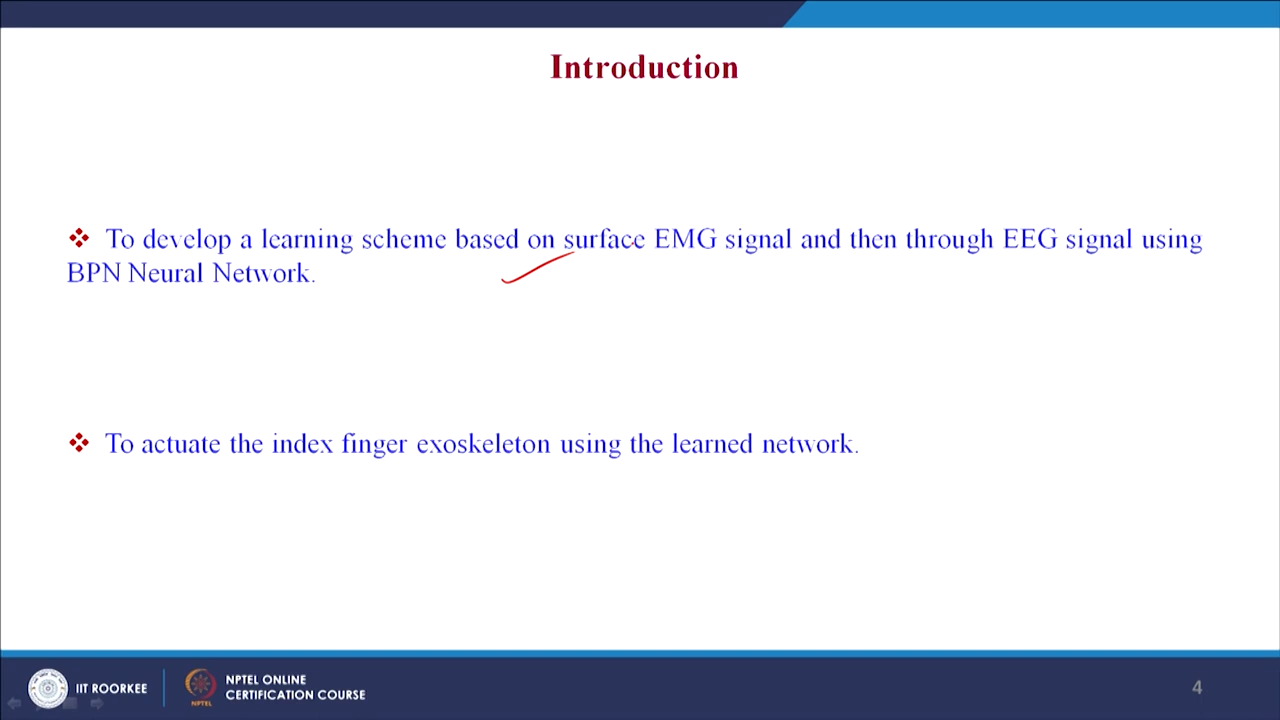 Introduction
❖ To develop a learning scheme based on surface EMG signal and then through EEG signal using
BPN Neural Network.
❖ To actuate the index finger exoskeleton using the learned network.
IIT ROORKEE
NPTEL
NPTEL ONLINE
CERTIFICATION COURSE
4